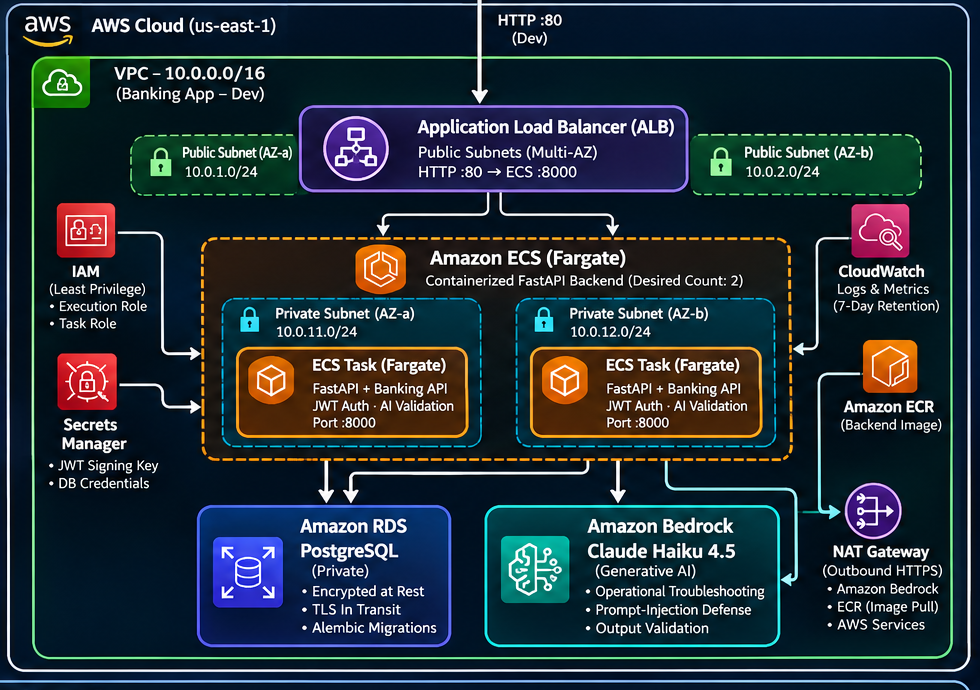 aws
AWS Cloud (us-east-1)
HTTP :80
(Dev)
VPC – 10.0.0.0/16
(Banking App – Dev)
Public Subnet (AZ-a)
10.0.1.0/24
Application Load Balancer (ALB)
Public Subnets (Multi-AZ)
HTTP :80 → ECS :8000
Public Subnet (AZ-b)
10.0.2.0/24
IAM
(Least Privilege)
• Execution Role
• Task Role
Amazon ECS (Fargate)
Containerized FastAPI Backend (Desired Count: 2)
CloudWatch
Logs & Metrics
(7-Day Retention)
Private Subnet (AZ-a)
10.0.11.0/24
ECS Task (Fargate)
FastAPI + Banking API
JWT Auth · AI Validation
Port :8000
Private Subnet (AZ-b)
10.0.12.0/24
ECS Task (Fargate)
FastAPI + Banking API
JWT Auth · AI Validation
Port :8000
Secrets
Manager
• JWT Signing Key
• DB Credentials
Amazon ECR
(Backend Image)
Amazon RDS
PostgreSQL
(Private)
• Encrypted at Rest
• TLS In Transit
• Alembic Migrations
Amazon Bedrock
Claude Haiku 4.5
(Generative AI)
• Operational Troubleshooting
• Prompt-Injection Defense
• Output Validation
NAT Gateway
(Outbound HTTPS)
• Amazon Bedrock
• ECR (Image Pull)
• AWS Services